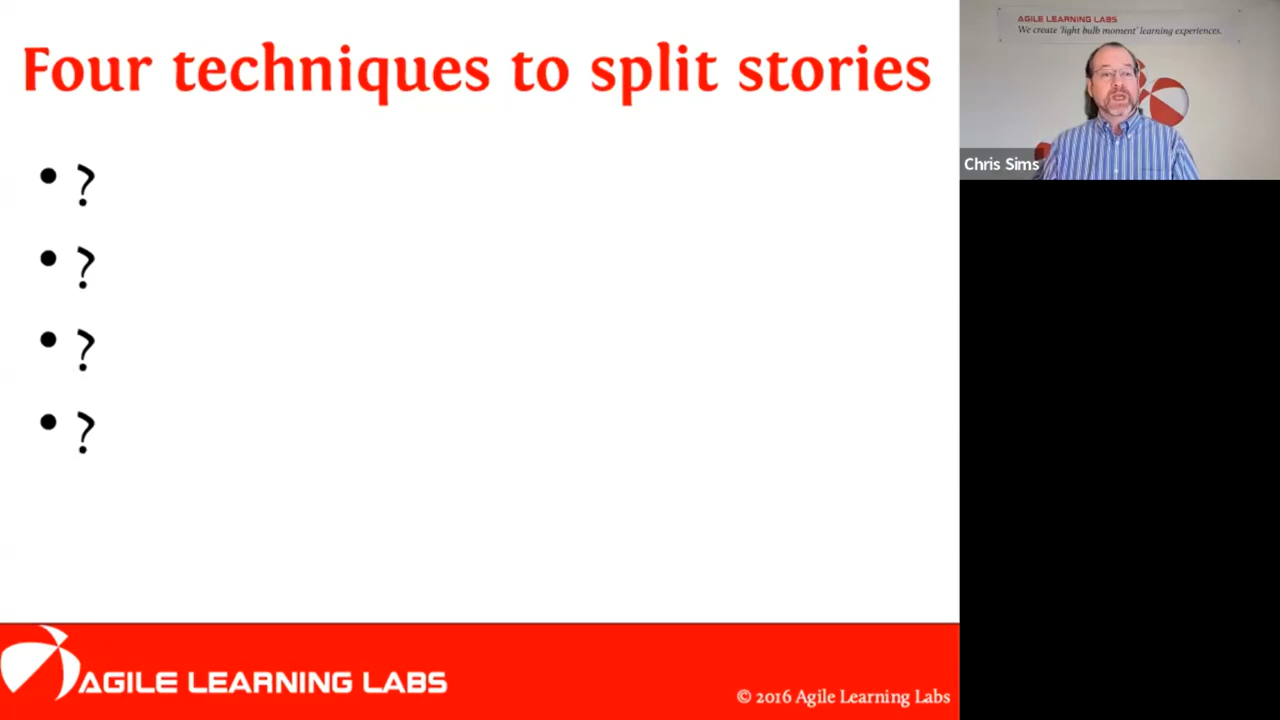 Four techniques to split stories
• ?
• ?
• ?
• ?
AGILE LEARNING LABS
© 2016 Agile Learning Labs
AGILE LEARNING LABS
We create 'light bulb moment' learning experiences.
Chris Sims